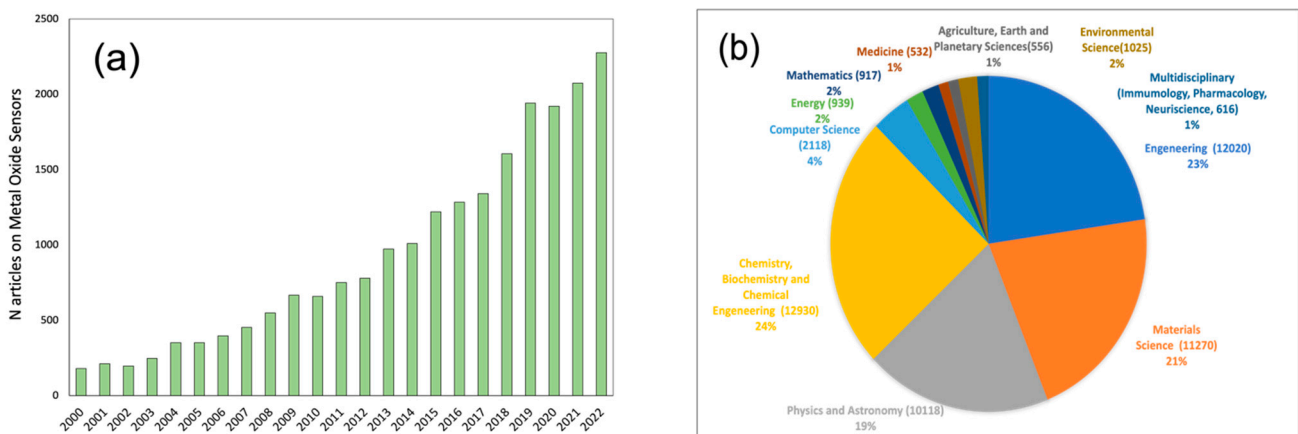 (a)
N articles on Metal Oxide Sensors
2500
2000
1500
1000
500
0
2000
2001
2002
2003
2004
2005
2006
2007
2008
2009
2010
2011
2012
2013
2014
2015
2016
2017
2018
2019
2020
2021
2022
(b)
Agriculture, Earth and
Planetary Sciences(556)
1%
Environmental
Science(1025)
2%
Medicine (532)
1%
Mathematics (917)
2%
Energy (939)
2%
Computer Science
(2118)
4%
Multidisciplinary
(Immumology, Pharmacology,
Neuriscience, 616)
1%
Engeneering (12020)
23%
Chemistry,
Biochemistry and
Chemical
Engeneering (12930)
24%
Materials
Science (11270)
21%
Physics and Astronomy (10118)
19%